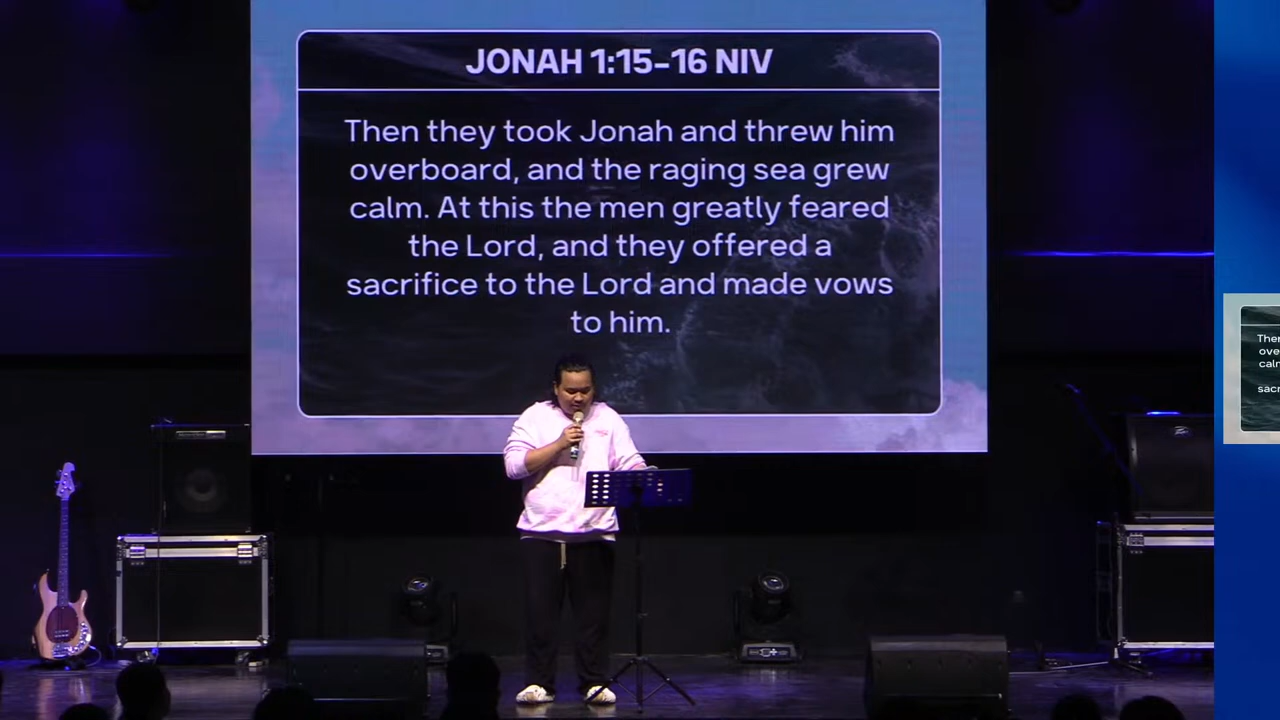 JONAH 1:15-16 NIV
Then they took Jonah and threw him
overboard, and the raging sea grew
calm. At this the men greatly feared
the Lord, and they offered a
sacrifice to the Lord and made vows
to him.